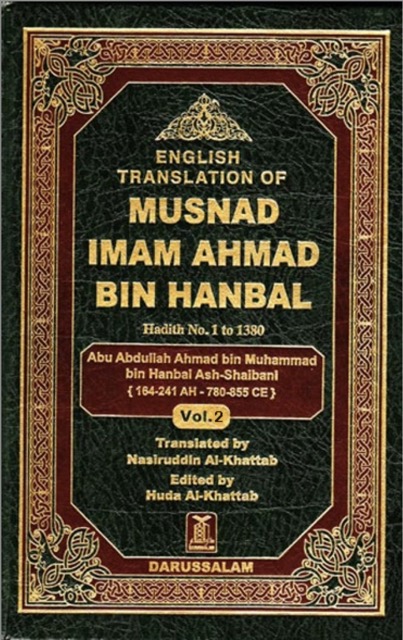 ENGLISH
TRANSLATION OF
MUSNAD
IMAM AHMAD
BIN HANBAL
Hadith No. 1 to 1380
Abu Abdullah Ahmad bin Muhammad
bin Hanbal Ash-Shaibani
{ 164-241 AH - 780-855 CE }
Vol.2
Translated by
Nasiruddin Al-Khattab
Edited by
Huda Al-Khattab
DARUSSALAM